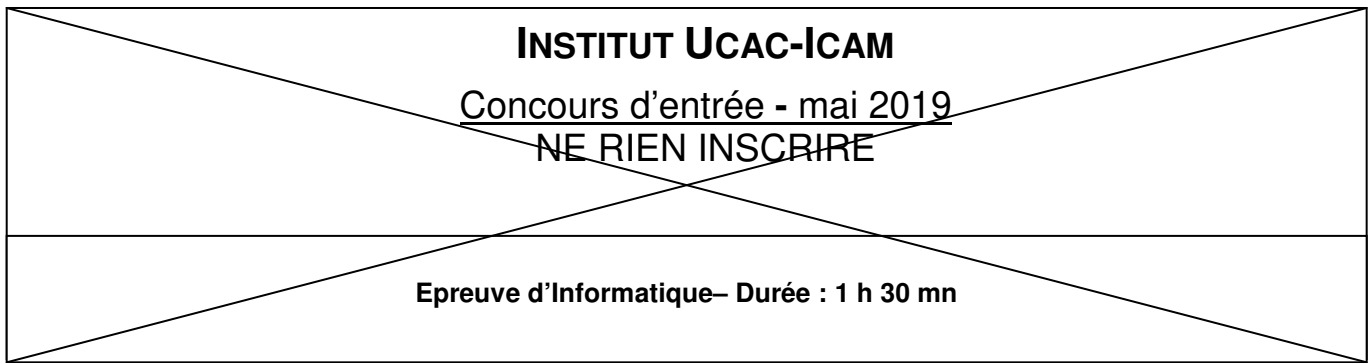 INSTITUT UCAC-ICAM
Concours d'entrée - mai 2019
NE RIEN INSCRIRE
Epreuve d'Informatique– Durée : 1 h 30 mn